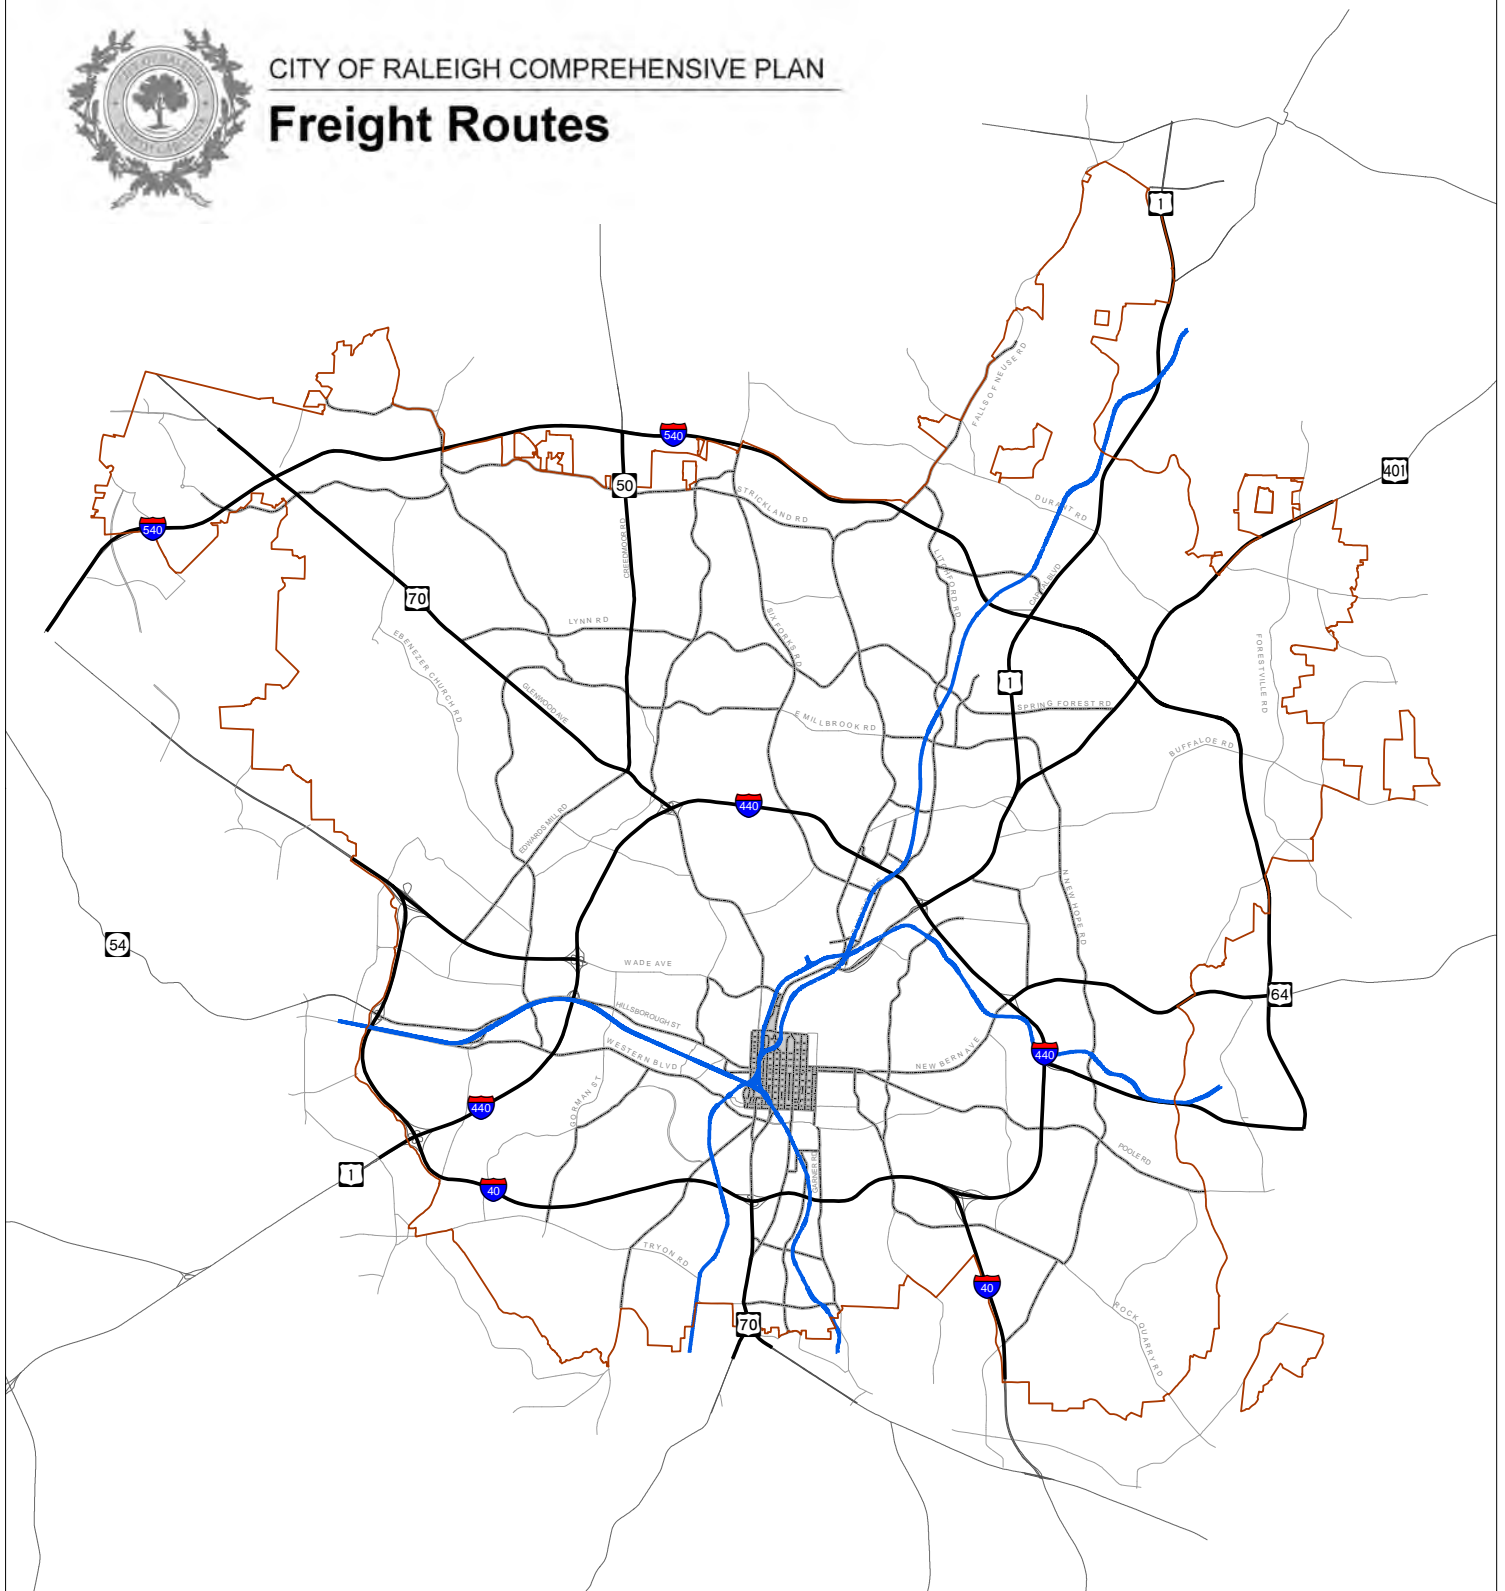 CITY OF RALEIGH COMPREHENSIVE PLAN
Freight Routes
1
FALLS OF NEUSE RD
540
401
50
STRICKLAND RD
DURANT RD
540
CREEDMOOR RD
LITCHFORD RD
CAPITAL BLVD
70
LYNN RD
SIX FORKS RD
EBENEZER CHURCH RD
FORESTVILLE RD
1
GLENWOOD AVE
SPRING FOREST RD
E MILLBROOK RD
BUFFALOE RD
440
EDWARDS MILL RD
N NEW HOPE RD
54
WADE AVE
64
HILLSBOROUGH ST
WESTERN BLVD
NEW BERN AVE
440
GORMAN ST
440
POOLE RD
1
40
GARNER RD
TRYON RD
40
ROCK QUARRY RD
70